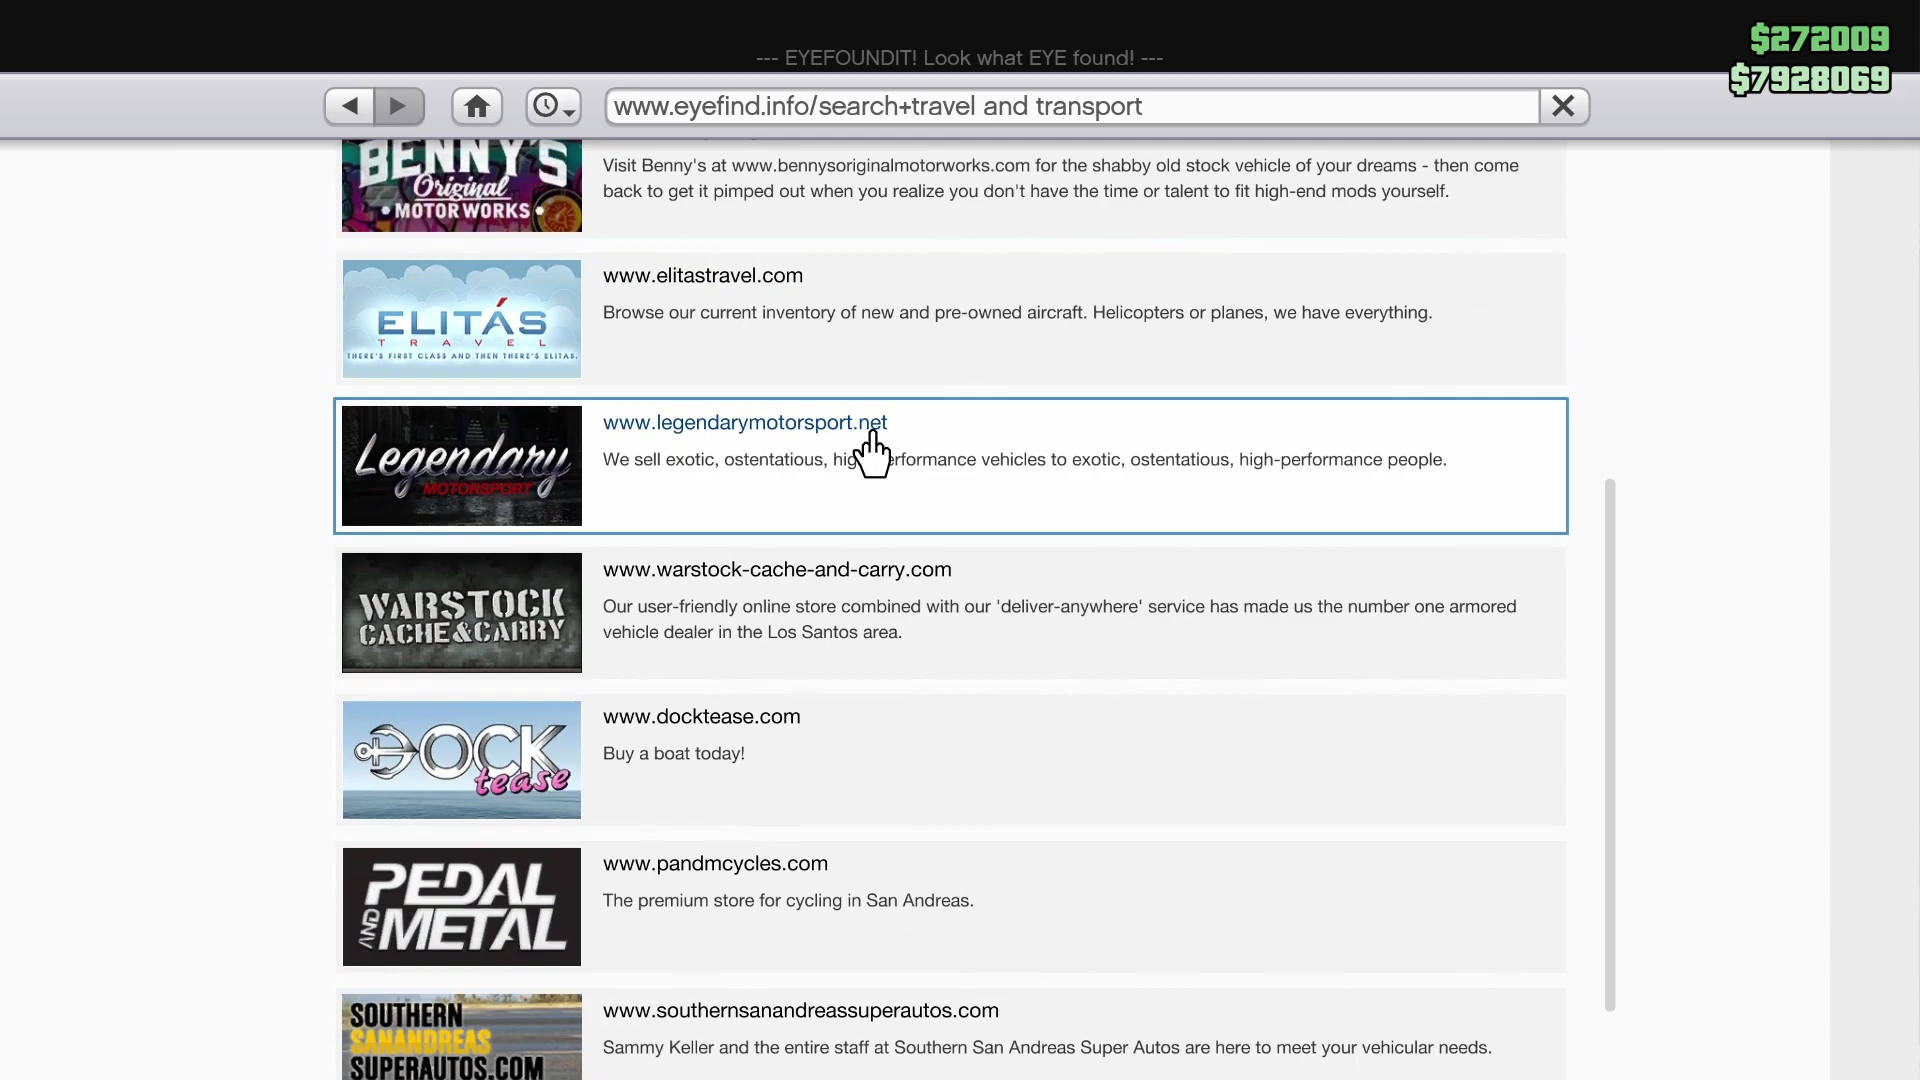 $272009
--- EYEFOUNDIT! Look what EYE found! ---
$7928069
www.eyefind.info/search+travel and transport
BENNY'S
Original
• MOTOR WORKS •
Visit Benny's at www.bennysoriginalmotorworks.com for the shabby old stock vehicle of your dreams - then come
back to get it pimped out when you realize you don't have the time or talent to fit high-end mods yourself.
ELITÁS
TRAVEL
THERE'S FIRST CLASS AND THEN THERE'S ELITAS.
www.elitastravel.com
Browse our current inventory of new and pre-owned aircraft. Helicopters or planes, we have everything.
Legendary
MOTORSPORT
www.legendarymotorsport.net
We sell exotic, ostentatious, high-performance vehicles to exotic, ostentatious, high-performance people.
WARSTOCK
CACHE&CARRY
www.warstock-cache-and-carry.com
Our user-friendly online store combined with our 'deliver-anywhere' service has made us the number one armored
vehicle dealer in the Los Santos area.
DOCK
tease
www.docktease.com
Buy a boat today!
PEDAL
AND METAL
www.pandmcycles.com
The premium store for cycling in San Andreas.
SOUTHERN
SANANDREAS
SUPERAUTOS.COM
www.southernsanandreassuperautos.com
Sammy Keller and the entire staff at Southern San Andreas Super Autos are here to meet your vehicular needs.